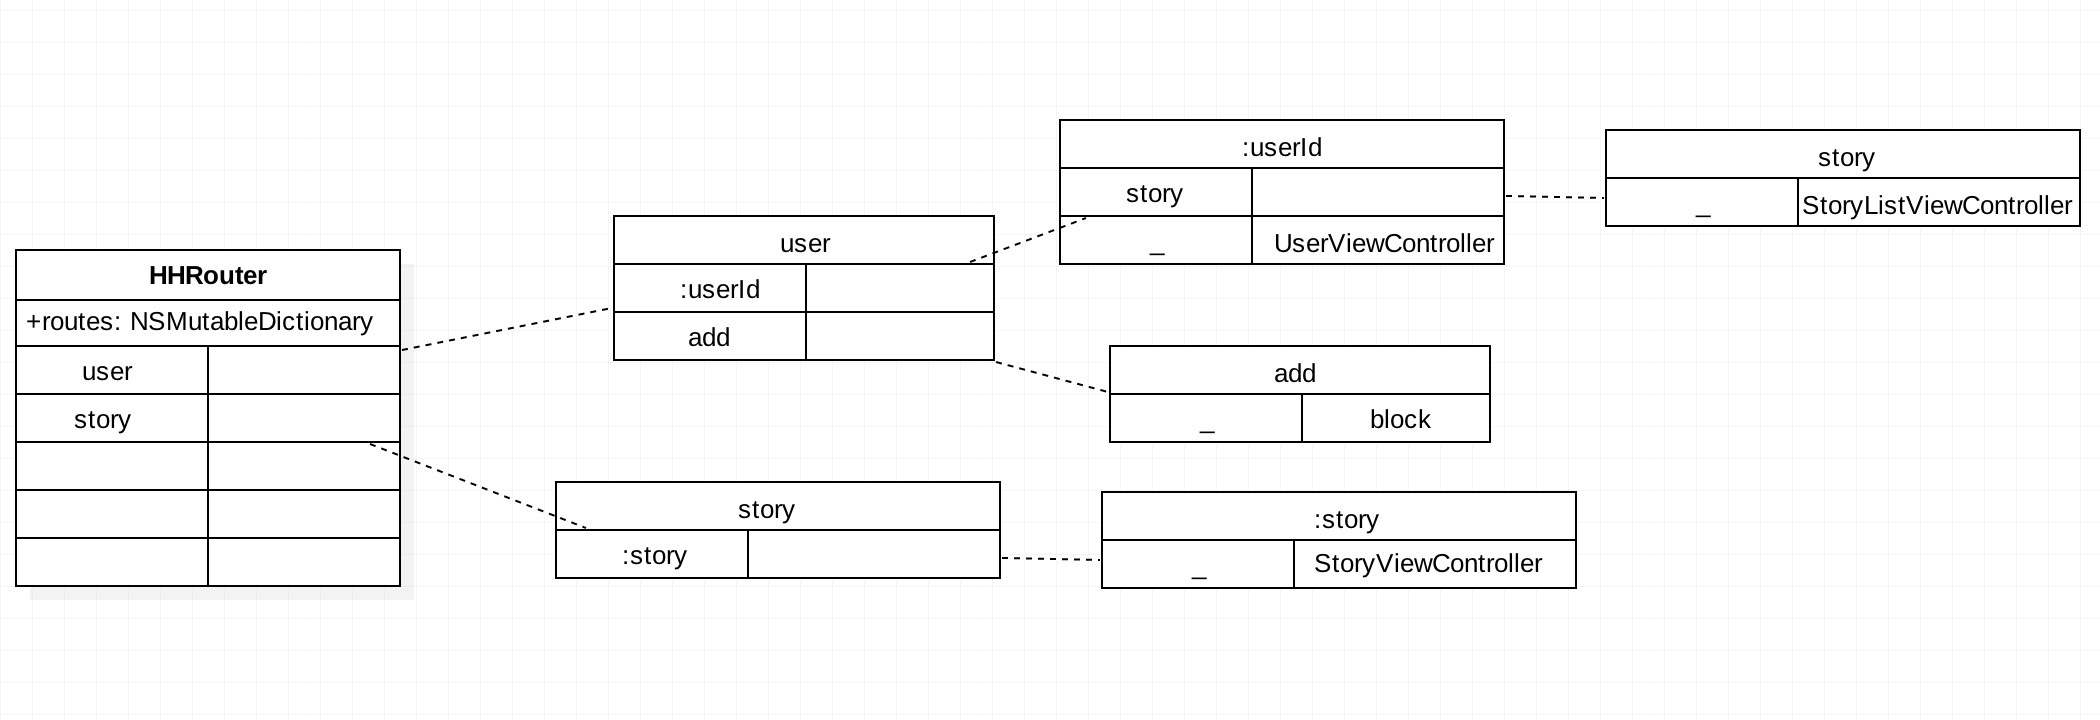 HHRouter
+routes: NSMutableDictionary
user
story
user
:userId
add
story
:story
:userId
story
_ UserViewController
add
_ block
:story
_ StoryViewController
story
_ StoryListViewController